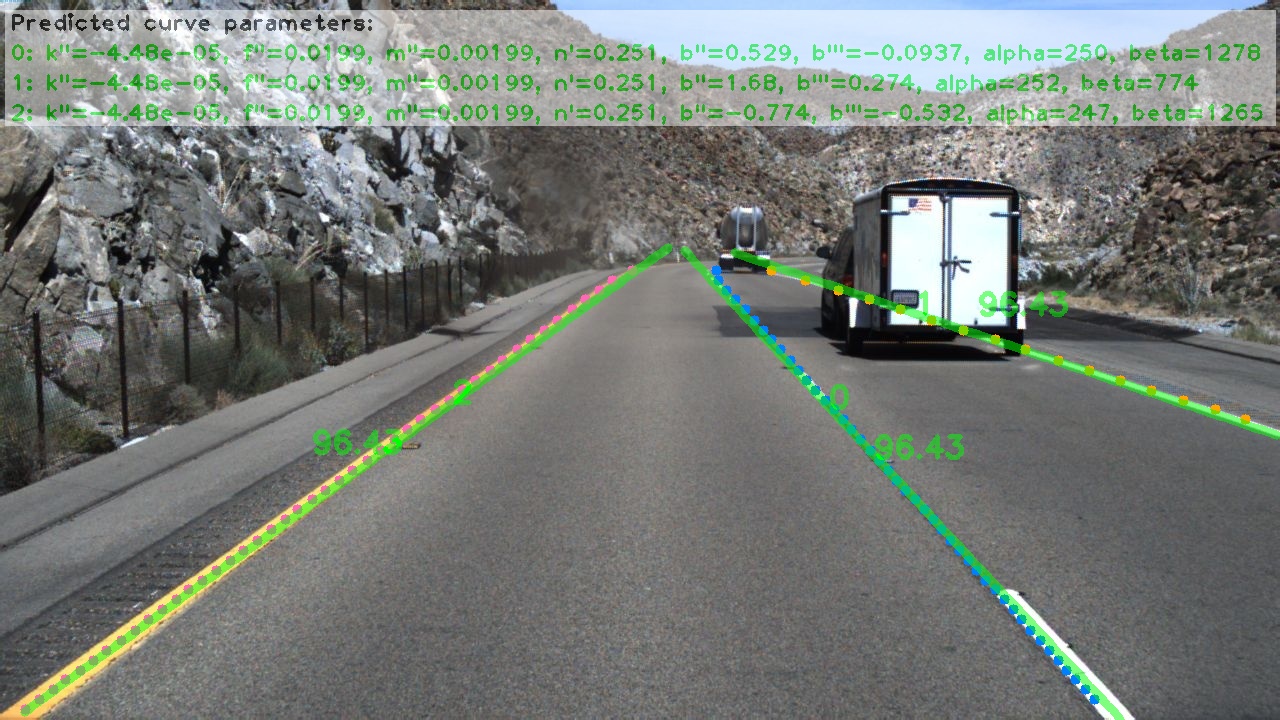 Predicted curve parameters:
0: k''=-4.48e-05, f''=0.0199, m''=0.00199, n'=0.251, b''=0.529, b'''=-0.0937, alpha=250, beta=1278
1: k''=-4.48e-05, f''=0.0199, m''=0.00199, n'=0.251, b''=1.68, b'''=0.274, alpha=252, beta=774
2: k''=-4.48e-05, f''=0.0199, m''=0.00199, n'=0.251, b''=-0.774, b'''=-0.532, alpha=247, beta=1265
1 96.43
2 0
96.43 96.43